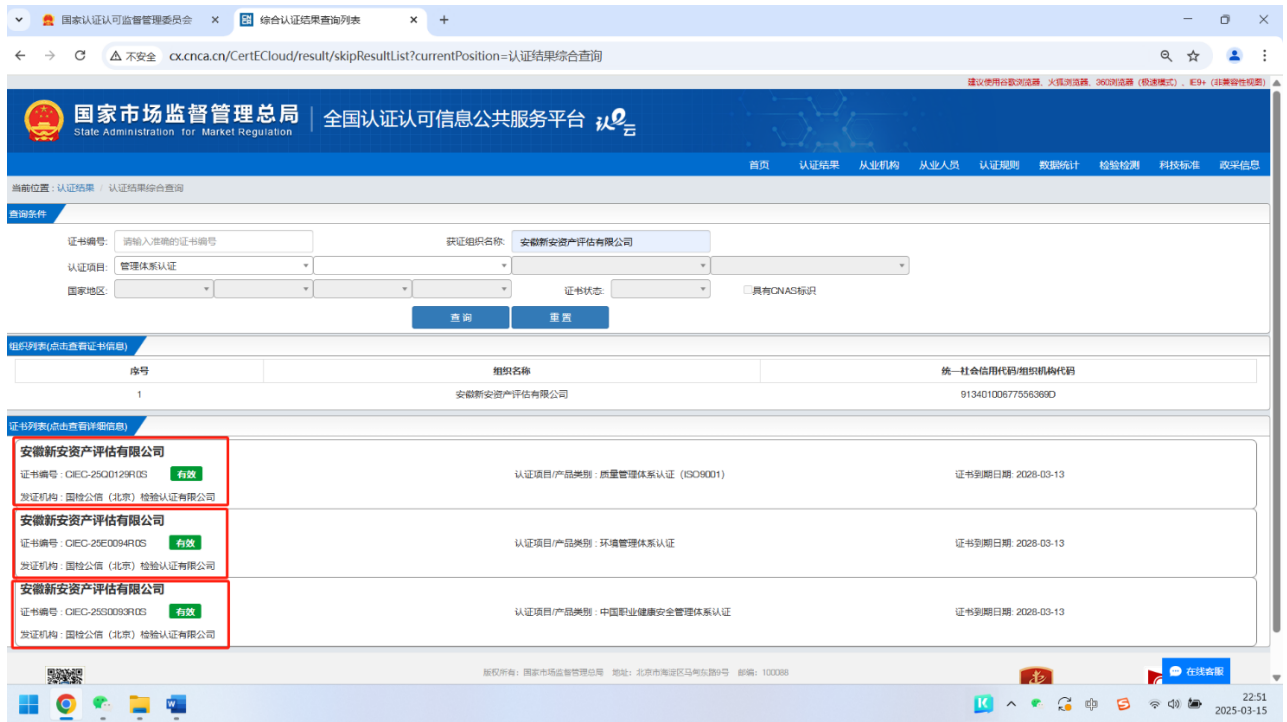 国家认证认可监督管理委员会
综合认证结果查询列表
不安全 cx.cnca.cn/CertECloud/result/skipResultList?currentPosition=认证结果综合查询
建议使用谷歌浏览器、火狐浏览器、360浏览器（极速模式）, IE9+（非兼容性视图）
国家市场监督管理总局 全国认证认可信息公共服务平台 认e云
State Administration for Market Regulation
首页 认证结果 从业机构 从业人员 认证规则 数据统计 检验检测 科技标准 政采信息
当前位置：认证结果 / 认证结果综合查询
查询条件
证书编号: 请输入准确的证书编号 获证组织名称: 安徽新安资产评估有限公司
认证项目: 管理体系认证
国家地区: 证书状态: 具有CNAS标识
查询 重置
组织列表(点击查看证书信息)
序号 组织名称 统一社会信用代码/组织机构代码
1 安徽新安资产评估有限公司 91340100677556369D
证书列表(点击查看详细信息)
安徽新安资产评估有限公司
证书编号 : CIEC-25Q0129R0S 有效 认证项目/产品类别 : 质量管理体系认证（ISO9001） 证书到期日期: 2028-03-13
发证机构 : 国检公信（北京）检验认证有限公司
安徽新安资产评估有限公司
证书编号 : CIEC-25E0094R0S 有效 认证项目/产品类别 : 环境管理体系认证 证书到期日期: 2028-03-13
发证机构 : 国检公信（北京）检验认证有限公司
安徽新安资产评估有限公司
证书编号 : CIEC-25S0093R0S 有效 认证项目/产品类别 : 中国职业健康安全管理体系认证 证书到期日期: 2028-03-13
发证机构 : 国检公信（北京）检验认证有限公司
版权所有：国家市场监督管理总局 地址：北京市海淀区马甸东路9号 邮编：100088
在线客服
中
22:51
2025-03-15